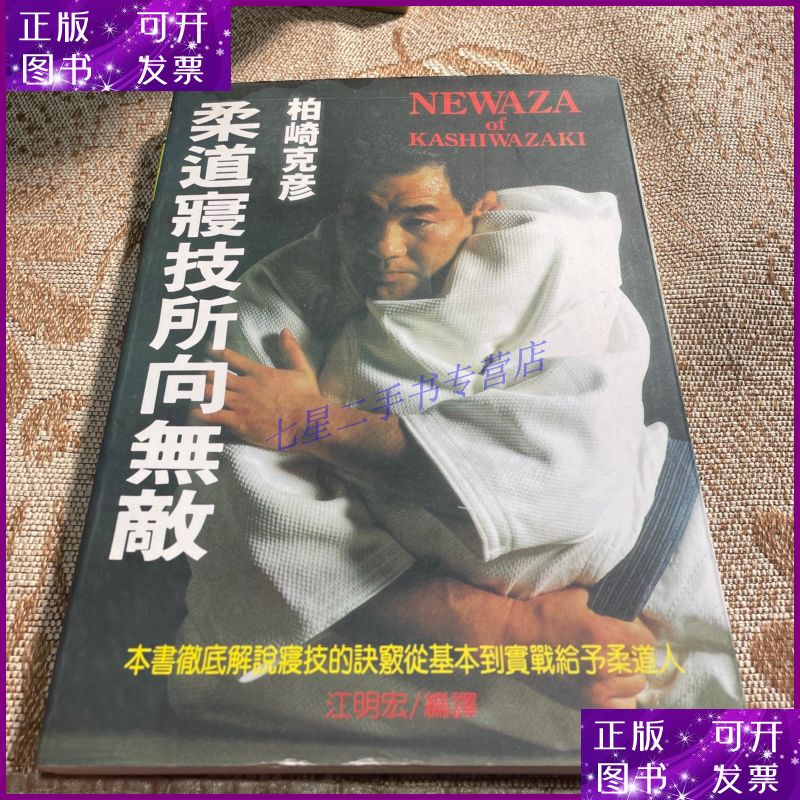 正版 可开
图书 发票
NEWAZA
of
KASHIWAZAKI
柏崎克彦
柔道寢技所向無敵
七星二手书专营店
本書徹底解說寢技的訣竅從基本到實戰給予柔道人
江明宏/編譯
正版 可开
图书 发票